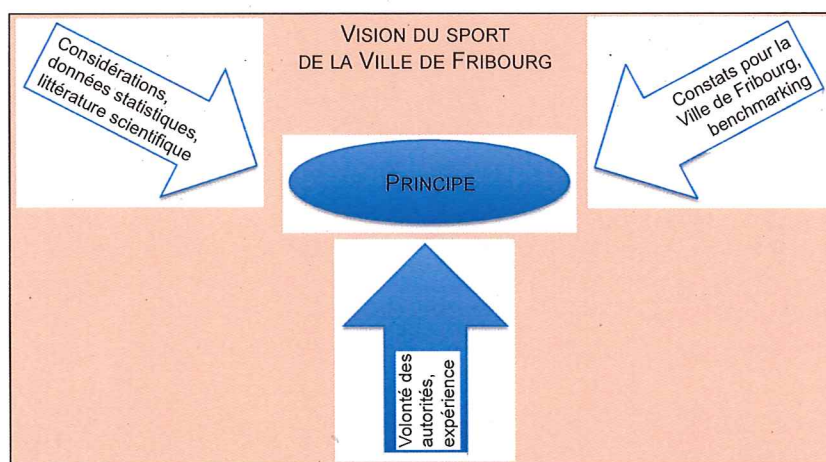 VISION DU SPORT
DE LA VILLE DE FRIBOURG
Considérations,
données statistiques,
littérature scientifique
Constats pour la
Ville de Fribourg,
benchmarking
PRINCIPE
Volonté des
autorités,
expérience